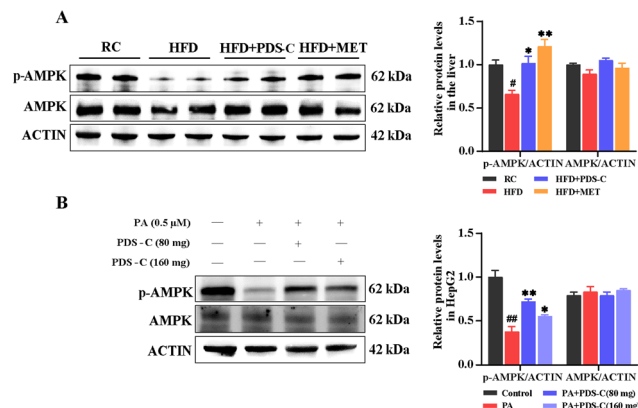 A
RC HFD HFD+PDS-C HFD+MET
p-AMPK 62 kDa
AMPK 62 kDa
ACTIN 42 kDa
Relative protein levels
in the liver
1.5
1.0
0.5
0.0
# * **
p-AMPK/ACTIN AMPK/ACTIN
RC HFD+PDS-C
HFD HFD+MET
B
PA (0.5 μM) — + + +
PDS - C (80 mg) — — + —
PDS - C (160 mg) — — — +
p-AMPK 62 kDa
AMPK 62 kDa
ACTIN 42 kDa
Relative protein levels
in HepG2
1.5
1.0
0.5
0.0
## ** *
p-AMPK/ACTIN AMPK/ACTIN
Control PA+PDS-C(80 mg)
PA PA+PDS-C(160 mg)